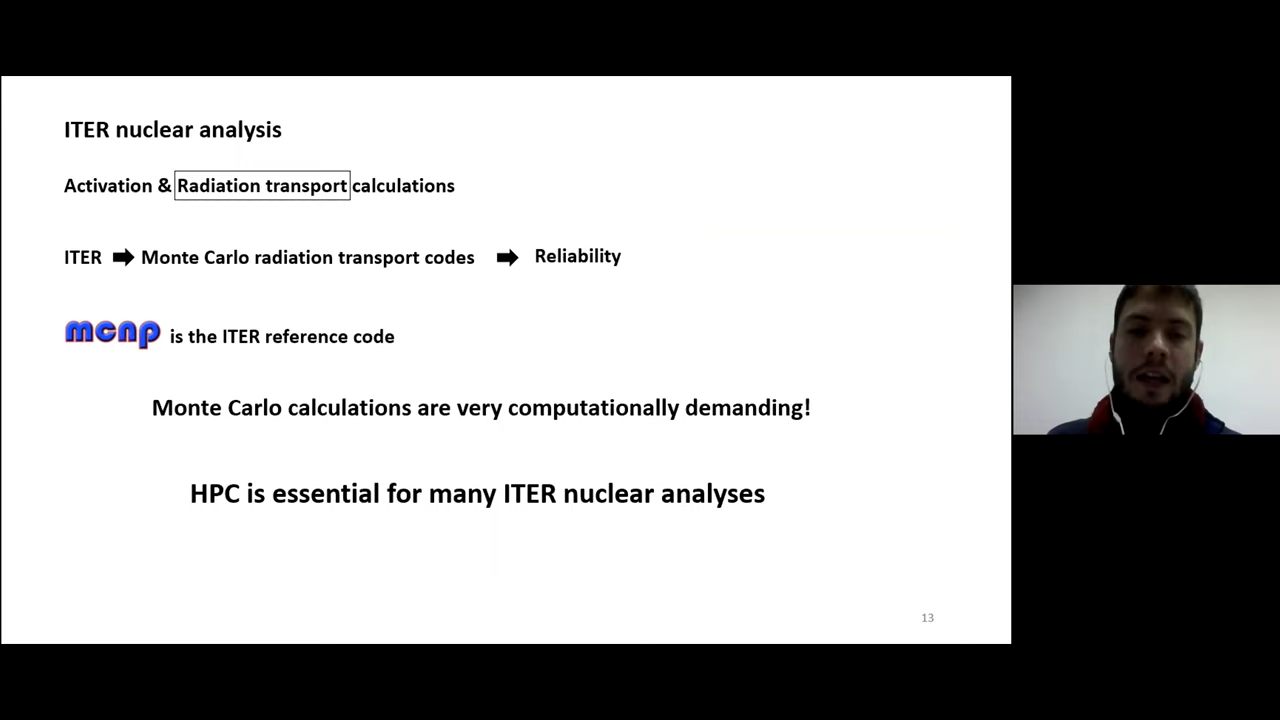 ITER nuclear analysis
Activation & Radiation transport calculations
ITER ➡ Monte Carlo radiation transport codes ➡ Reliability
mcnp is the ITER reference code
Monte Carlo calculations are very computationally demanding!
HPC is essential for many ITER nuclear analyses
13